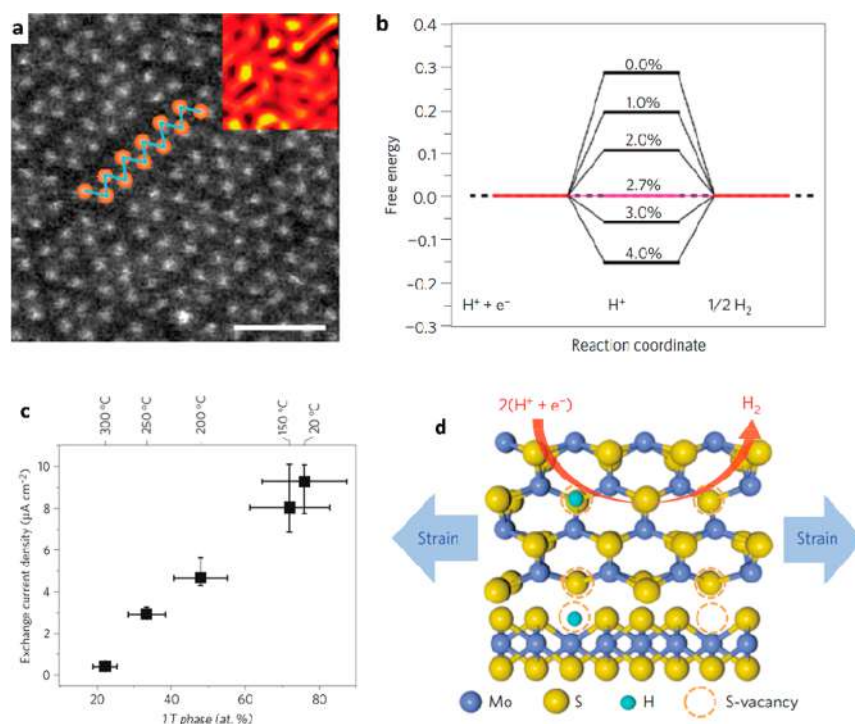 a
b
0.4
0.3
0.2
0.1
0.0
−0.1
−0.2
−0.3
Free energy
0.0%
1.0%
2.0%
2.7%
3.0%
4.0%
H⁺ + e⁻
H⁺
1/2 H₂
Reaction coordinate
c
300 °C
250 °C
200 °C
150 °C
20 °C
10
8
6
4
2
0
Exchange current density (µA cm⁻²)
20
40
60
80
1T phase (at. %)
d
2(H⁺ + e⁻)
H₂
Strain
Strain
Mo
S
H
S-vacancy